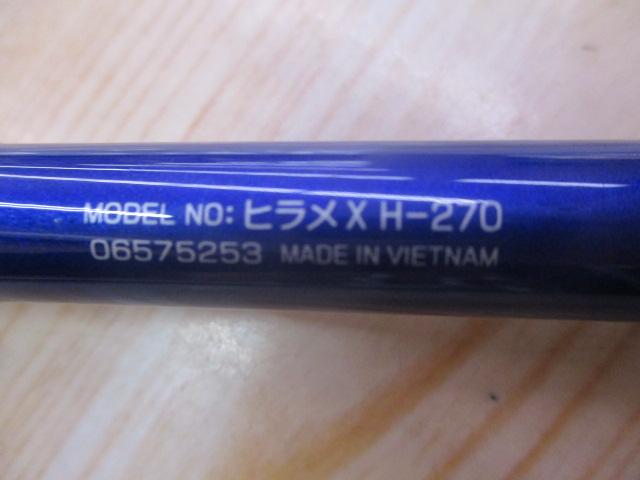 MODEL NO: ヒラメX H-270
06575253 MADE IN VIETNAM